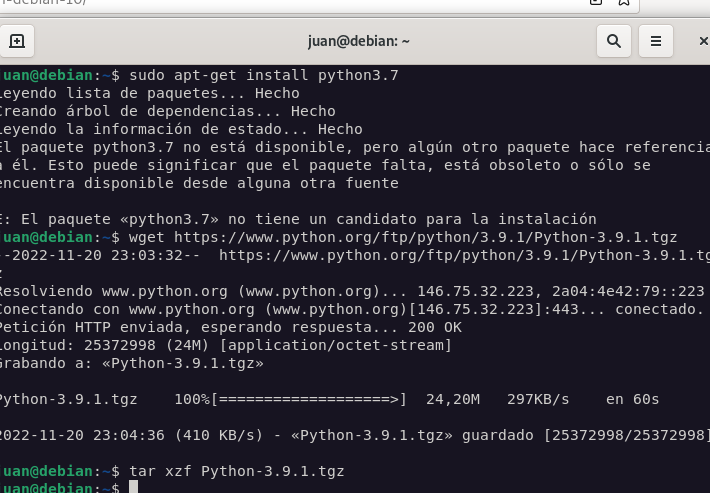 n-debian-10/
juan@debian: ~
juan@debian:~$ sudo apt-get install python3.7
Leyendo lista de paquetes... Hecho
Creando árbol de dependencias... Hecho
Leyendo la información de estado... Hecho
El paquete python3.7 no está disponible, pero algún otro paquete hace referencia
a él. Esto puede significar que el paquete falta, está obsoleto o sólo se
encuentra disponible desde alguna otra fuente
E: El paquete «python3.7» no tiene un candidato para la instalación
juan@debian:~$ wget https://www.python.org/ftp/python/3.9.1/Python-3.9.1.tgz
--2022-11-20 23:03:32--  https://www.python.org/ftp/python/3.9.1/Python-3.9.1.tg
z
Resolviendo www.python.org (www.python.org)... 146.75.32.223, 2a04:4e42:79::223
Conectando con www.python.org (www.python.org)[146.75.32.223]:443... conectado.
Petición HTTP enviada, esperando respuesta... 200 OK
Longitud: 25372998 (24M) [application/octet-stream]
Grabando a: «Python-3.9.1.tgz»
Python-3.9.1.tgz    100%[===================>]  24,20M   297KB/s    en 60s
2022-11-20 23:04:36 (410 KB/s) - «Python-3.9.1.tgz» guardado [25372998/25372998]
juan@debian:~$ tar xzf Python-3.9.1.tgz
juan@debian:~$